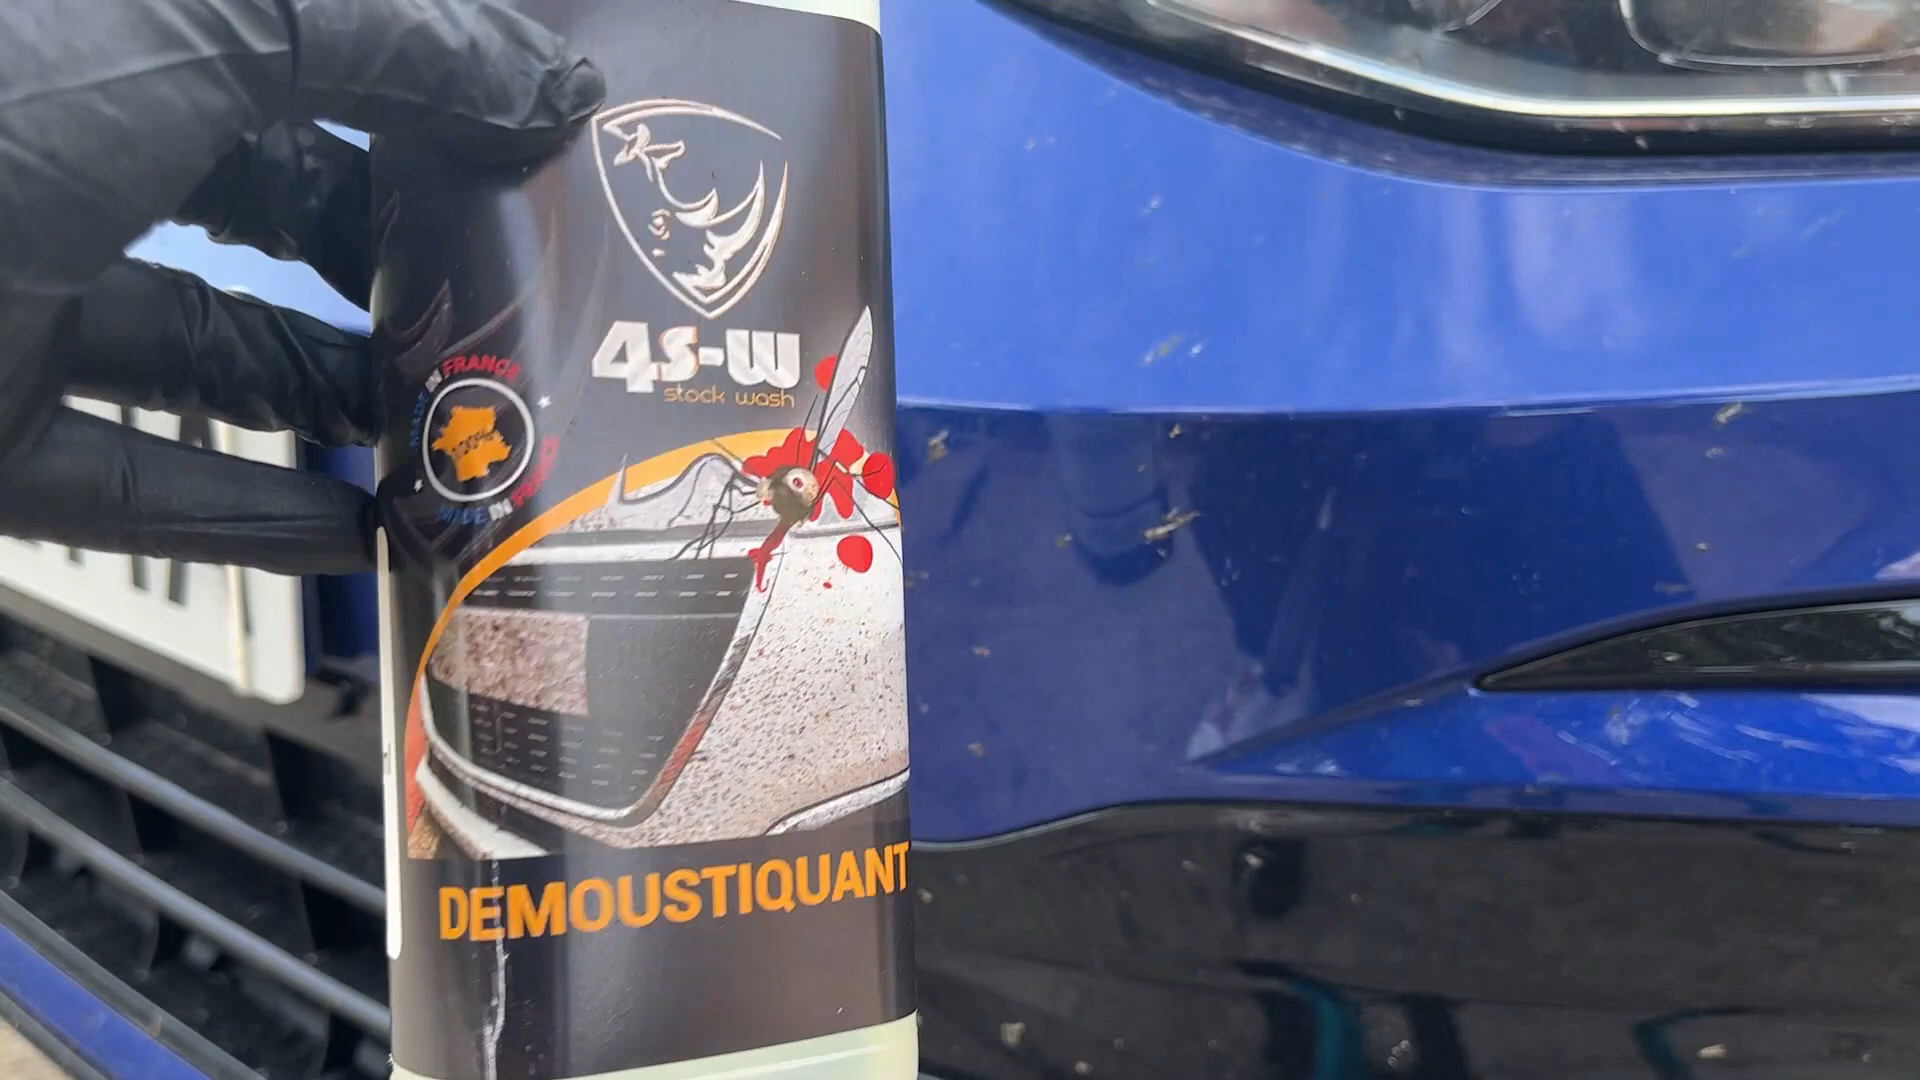 4S-W
stock wash
MADE IN FRANCE
100%
MADE IN FRANCE
DEMOUSTIQUANT